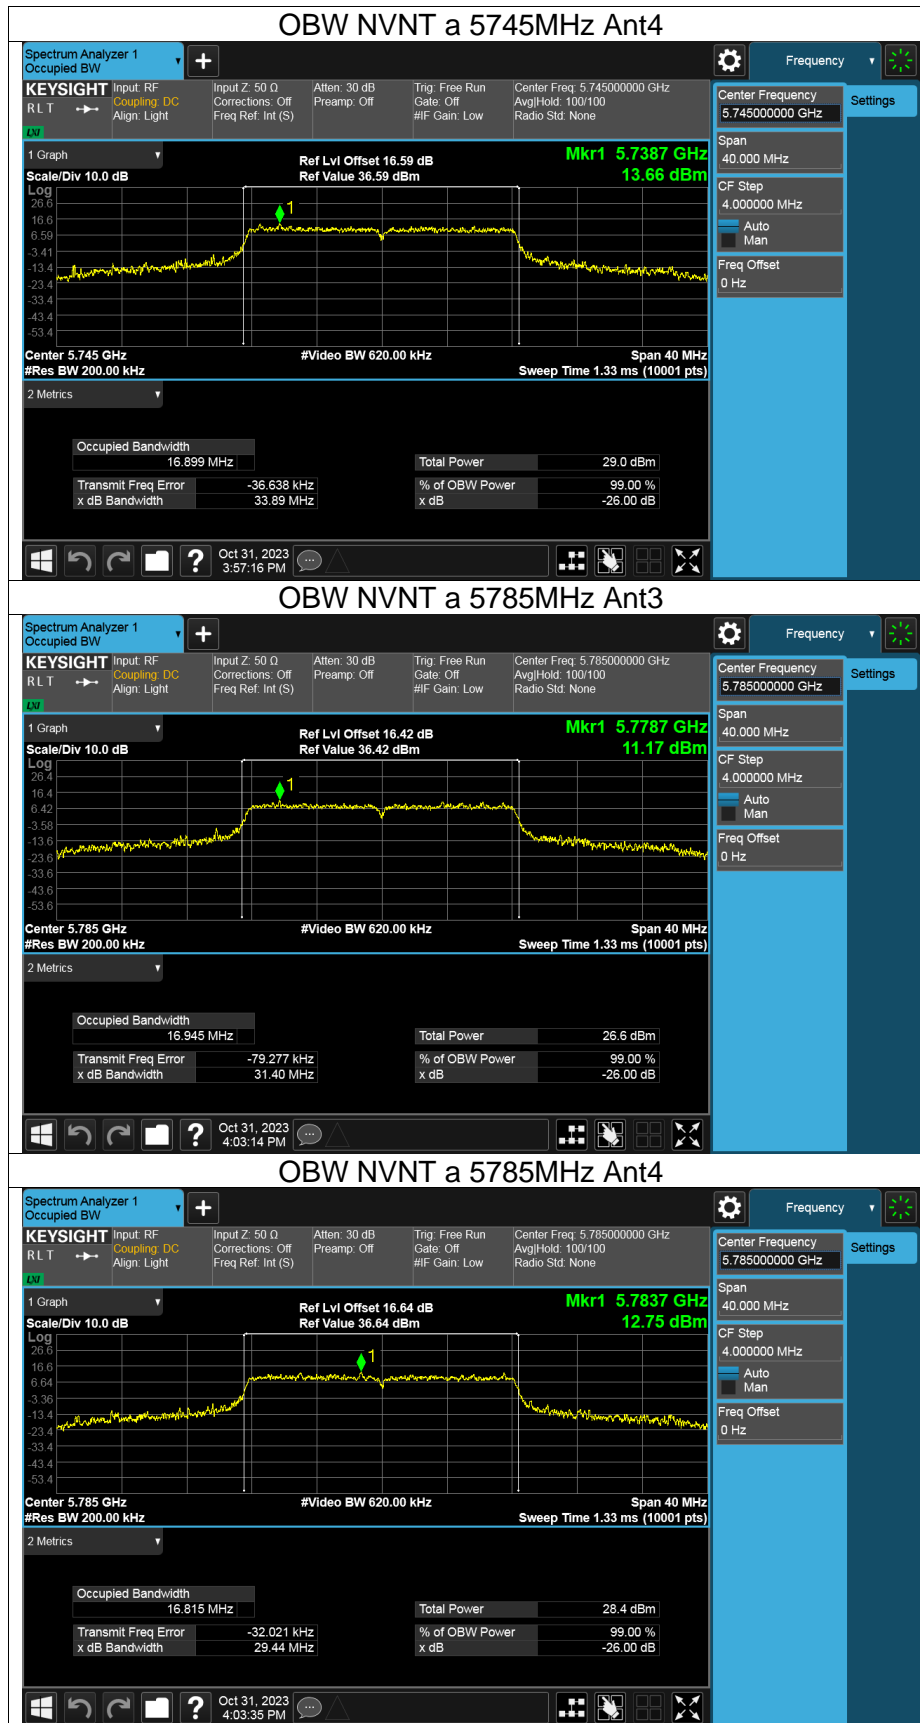 OBW NVNT a 5745MHz Ant4
Spectrum Analyzer 1
Occupied BW
+
Frequency
KEYSIGHT
R L T
LXI
Input: RF
Coupling: DC
Align: Light
Input Z: 50 Ω
Corrections: Off
Freq Ref: Int (S)
Atten: 30 dB
Preamp: Off
Trig: Free Run
Gate: Off
#IF Gain: Low
Center Freq: 5.745000000 GHz
Avg|Hold: 100/100
Radio Std: None
Center Frequency
5.745000000 GHz
Settings
Span
40.000 MHz
CF Step
4.000000 MHz
Auto
Man
Freq Offset
0 Hz
1 Graph
Scale/Div 10.0 dB
Ref Lvl Offset 16.59 dB
Ref Value 36.59 dBm
Mkr1 5.7387 GHz
13.66 dBm
Log
26.6
16.6
6.59
-3.41
-13.4
-23.4
-33.4
-43.4
-53.4
1
Center 5.745 GHz
#Res BW 200.00 kHz
#Video BW 620.00 kHz
Span 40 MHz
Sweep Time 1.33 ms (10001 pts)
2 Metrics
Occupied Bandwidth
16.899 MHz
Transmit Freq Error -36.638 kHz
x dB Bandwidth 33.89 MHz
Total Power 29.0 dBm
% of OBW Power 99.00 %
x dB -26.00 dB
?
Oct 31, 2023
3:57:16 PM
OBW NVNT a 5785MHz Ant3
Spectrum Analyzer 1
Occupied BW
+
Frequency
KEYSIGHT
R L T
LXI
Input: RF
Coupling: DC
Align: Light
Input Z: 50 Ω
Corrections: Off
Freq Ref: Int (S)
Atten: 30 dB
Preamp: Off
Trig: Free Run
Gate: Off
#IF Gain: Low
Center Freq: 5.785000000 GHz
Avg|Hold: 100/100
Radio Std: None
Center Frequency
5.785000000 GHz
Settings
Span
40.000 MHz
CF Step
4.000000 MHz
Auto
Man
Freq Offset
0 Hz
1 Graph
Scale/Div 10.0 dB
Ref Lvl Offset 16.42 dB
Ref Value 36.42 dBm
Mkr1 5.7787 GHz
11.17 dBm
Log
26.4
16.4
6.42
-3.58
-13.6
-23.6
-33.6
-43.6
-53.6
1
Center 5.785 GHz
#Res BW 200.00 kHz
#Video BW 620.00 kHz
Span 40 MHz
Sweep Time 1.33 ms (10001 pts)
2 Metrics
Occupied Bandwidth
16.945 MHz
Transmit Freq Error -79.277 kHz
x dB Bandwidth 31.40 MHz
Total Power 26.6 dBm
% of OBW Power 99.00 %
x dB -26.00 dB
?
Oct 31, 2023
4:03:14 PM
OBW NVNT a 5785MHz Ant4
Spectrum Analyzer 1
Occupied BW
+
Frequency
KEYSIGHT
R L T
LXI
Input: RF
Coupling: DC
Align: Light
Input Z: 50 Ω
Corrections: Off
Freq Ref: Int (S)
Atten: 30 dB
Preamp: Off
Trig: Free Run
Gate: Off
#IF Gain: Low
Center Freq: 5.785000000 GHz
Avg|Hold: 100/100
Radio Std: None
Center Frequency
5.785000000 GHz
Settings
Span
40.000 MHz
CF Step
4.000000 MHz
Auto
Man
Freq Offset
0 Hz
1 Graph
Scale/Div 10.0 dB
Ref Lvl Offset 16.64 dB
Ref Value 36.64 dBm
Mkr1 5.7837 GHz
12.75 dBm
Log
26.6
16.6
6.64
-3.36
-13.4
-23.4
-33.4
-43.4
-53.4
1
Center 5.785 GHz
#Res BW 200.00 kHz
#Video BW 620.00 kHz
Span 40 MHz
Sweep Time 1.33 ms (10001 pts)
2 Metrics
Occupied Bandwidth
16.815 MHz
Transmit Freq Error -32.021 kHz
x dB Bandwidth 29.44 MHz
Total Power 28.4 dBm
% of OBW Power 99.00 %
x dB -26.00 dB
?
Oct 31, 2023
4:03:35 PM